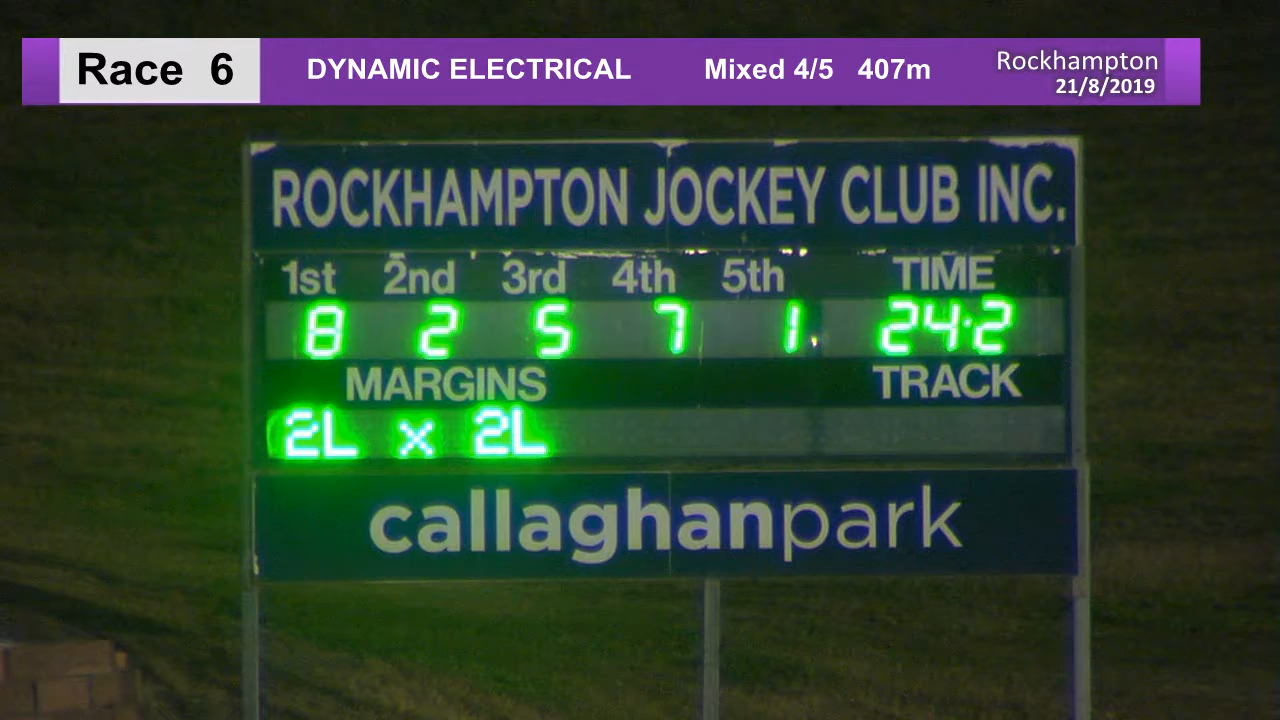 Race 6 DYNAMIC ELECTRICAL Mixed 4/5 407m Rockhampton
21/8/2019
ROCKHAMPTON JOCKEY CLUB INC.
1st 2nd 3rd 4th 5th TIME
8 2 5 7 1. 24·2
MARGINS TRACK
2L x 2L
callaghanpark